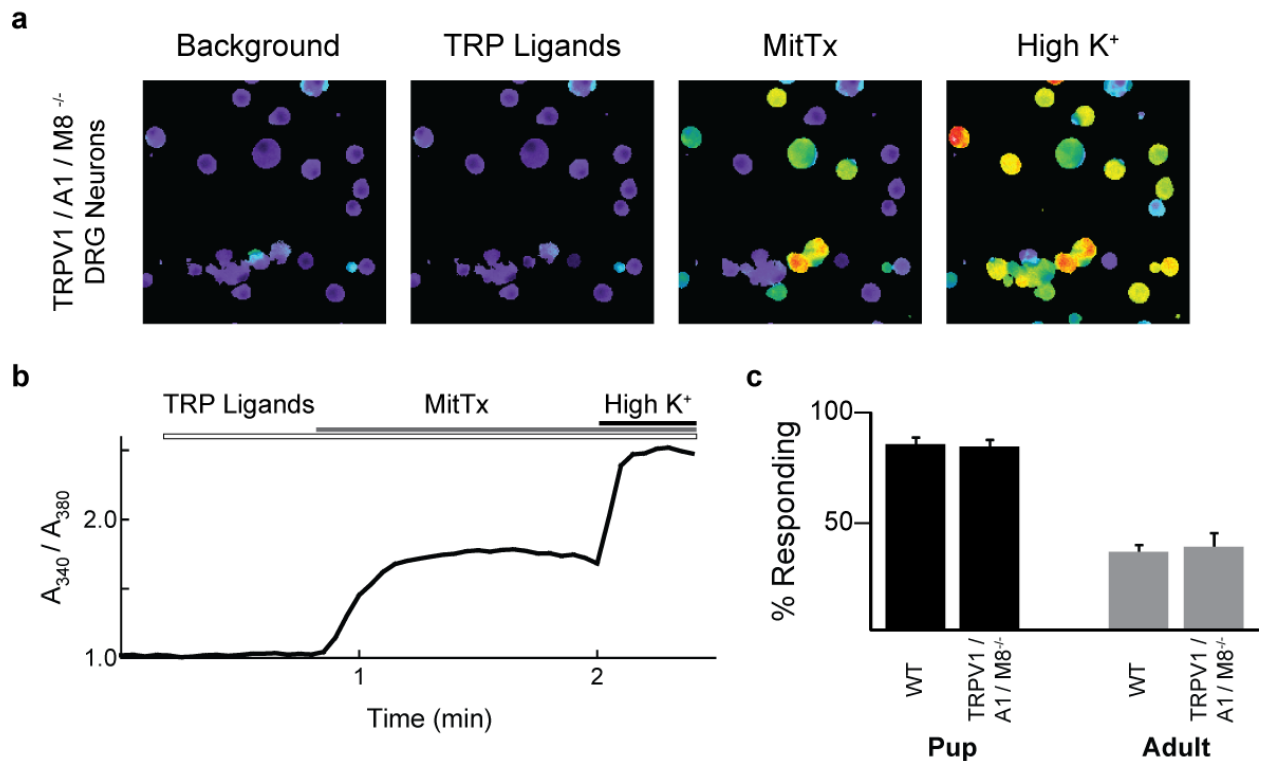 a
Background
TRP Ligands
MitTx
High K⁺
TRPV1 / A1 / M8 ⁻/⁻
DRG Neurons
b
TRP Ligands
MitTx
High K⁺
A₃₄₀ / A₃₈₀
2.0
1.0
1
2
Time (min)
c
% Responding
100
50
WT
TRPV1 /
A1 / M8⁻/⁻
WT
TRPV1 /
A1 / M8⁻/⁻
Pup
Adult